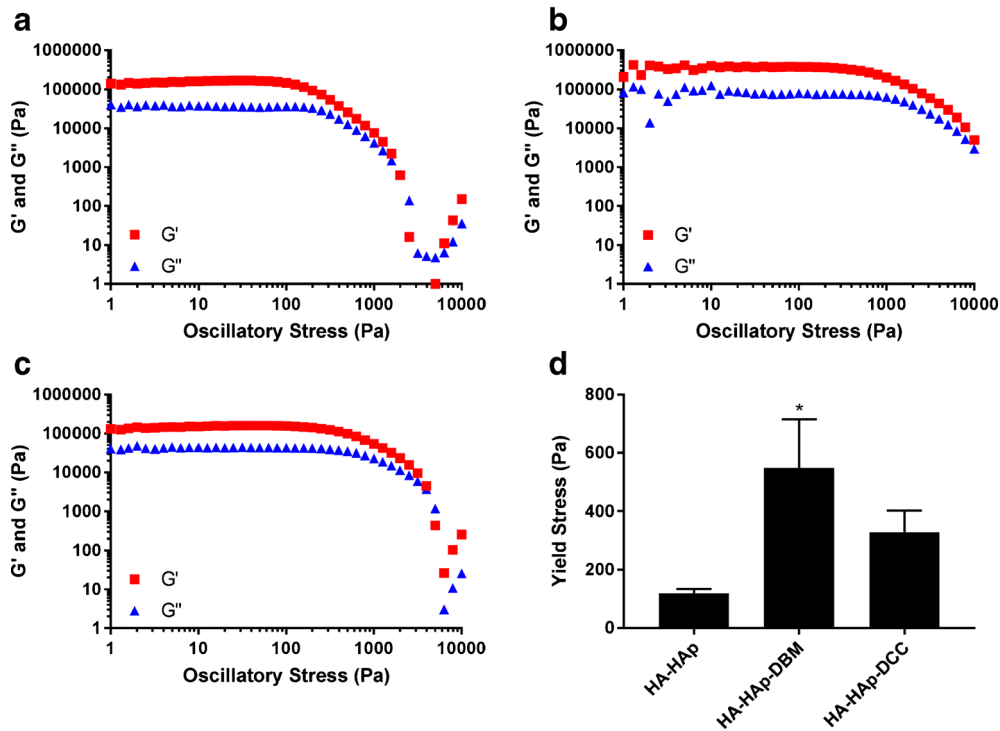 a
1000000
100000
10000
1000
100
10
1
G' and G'' (Pa)
G'
G''
1 10 100 1000 10000
Oscillatory Stress (Pa)
b
1000000
100000
10000
1000
100
10
1
G' and G'' (Pa)
G'
G''
1 10 100 1000 10000
Oscillatory Stress (Pa)
c
1000000
100000
10000
1000
100
10
1
G' and G'' (Pa)
G'
G''
1 10 100 1000 10000
Oscillatory Stress (Pa)
d
800
600
400
200
0
Yield Stress (Pa)
*
HA-HAp
HA-HAp-DBM
HA-HAp-DCC